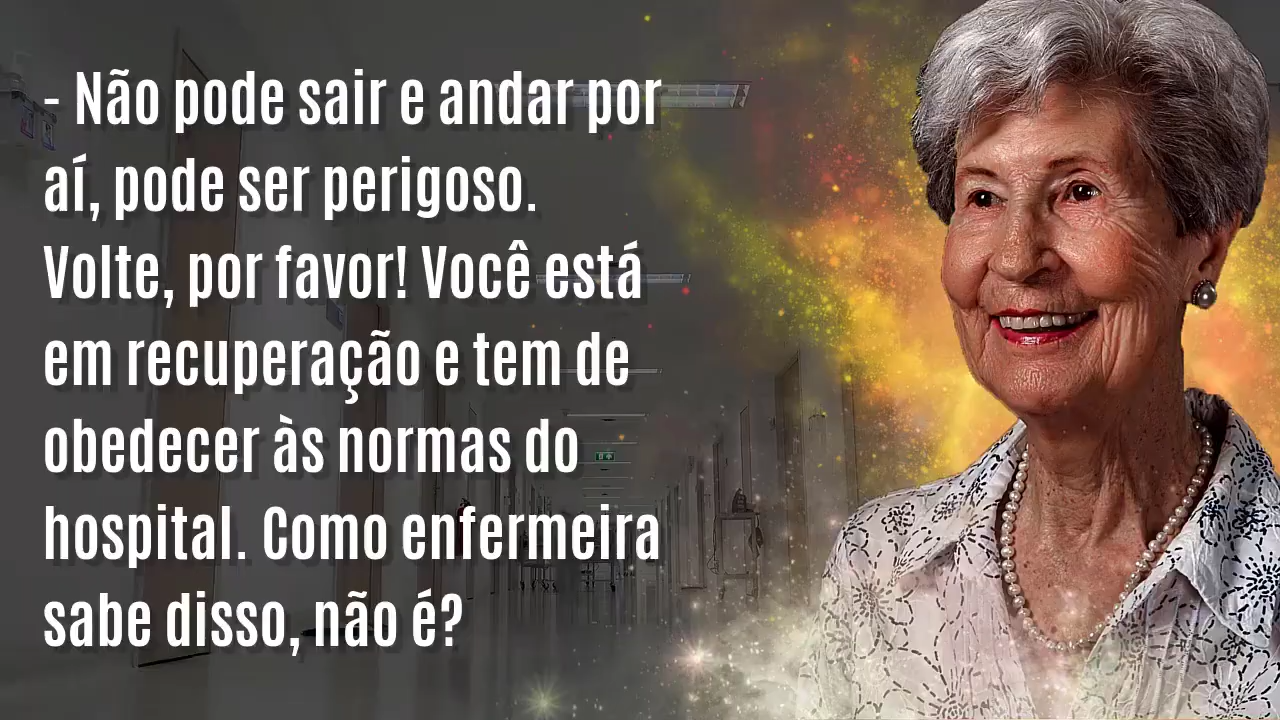 - Não pode sair e andar por
aí, pode ser perigoso.
Volte, por favor! Você está
em recuperação e tem de
obedecer às normas do
hospital. Como enfermeira
sabe disso, não é?